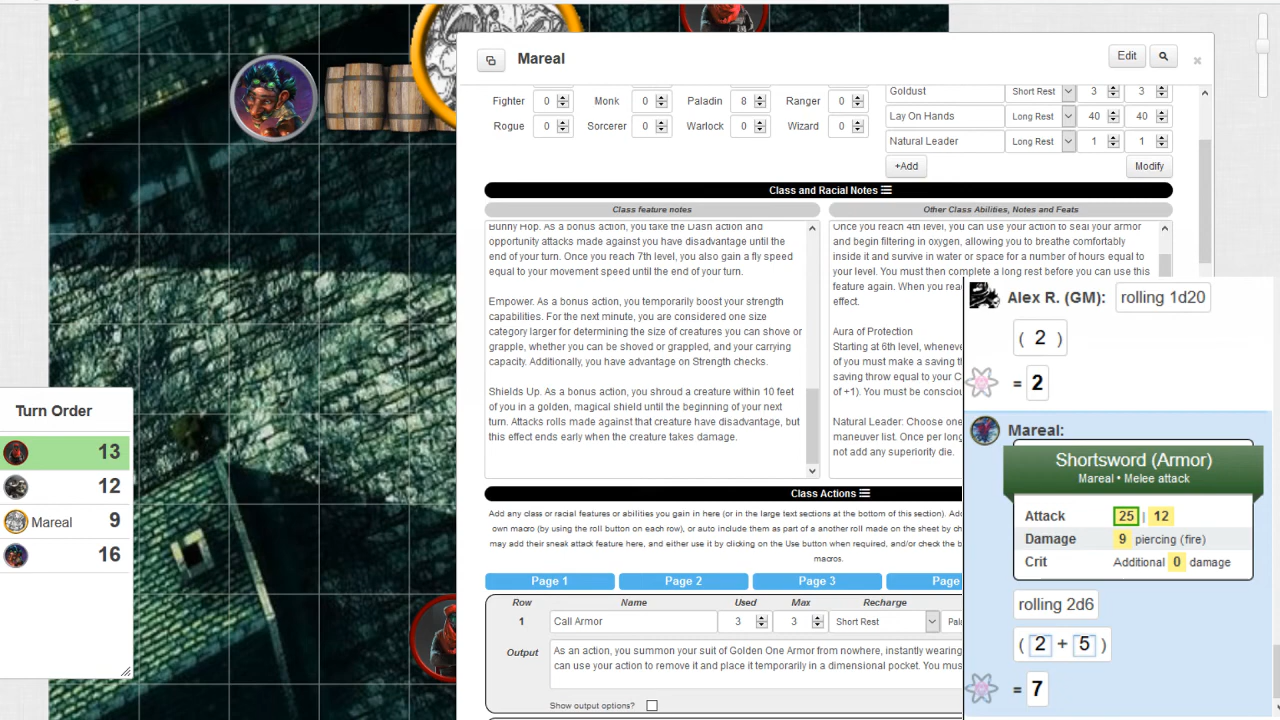 Mareal
Edit
Fighter 0 Monk 0 Paladin 8 Ranger 0
Rogue 0 Sorcerer 0 Warlock 0 Wizard 0
Goldust Short Rest 3 3
Lay On Hands Long Rest 40 40
Natural Leader Long Rest 1 1
+Add Modify
Class and Racial Notes
Class feature notes
Bunny Hop. As a bonus action, you take the Dash action and
opportunity attacks made against you have disadvantage until the
end of your turn. Once you reach 7th level, you also gain a fly speed
equal to your movement speed until the end of your turn.
Empower. As a bonus action, you temporarily boost your strength
capabilities. For the next minute, you are considered one size
category larger for determining the size of creatures you can shove or
grapple, whether you can be shoved or grappled, and your carrying
capacity. Additionally, you have advantage on Strength checks.
Shields Up. As a bonus action, you shroud a creature within 10 feet
of you in a golden, magical shield until the beginning of your next
turn. Attacks rolls made against that creature have disadvantage, but
this effect ends early when the creature takes damage.
Other Class Abilities, Notes and Feats
Once you reach 4th level, you can use your action to seal your armor
and begin filtering in oxygen, allowing you to breathe comfortably
inside it and survive in water or space for a number of hours equal to
your level. You must then complete a long rest before you can use this
feature again. When you rea
effect.
Aura of Protection
Starting at 6th level, wheneve
of you must make a saving t
saving throw equal to your C
of +1). You must be consciou
Natural Leader: Choose one
maneuver list. Once per long
not add any superiority die.
Class Actions
Add any class or racial features or abilities you gain in here (or in the large text sections at the bottom of this section). Ad
own macro (by using the roll button on each row), or auto include them as part of another roll made on the sheet by ch
may add their sneak attack feature here, and either use it by clicking on the Use button when required, and/or check the b
macros.
Page 1 Page 2 Page 3 Page
Row Name Used Max Recharge
1 Call Armor 3 3 Short Rest Pala
Output As an action, you summon your suit of Golden One Armor from nowhere, instantly wearing
can use your action to remove it and place it temporarily in a dimensional pocket. You mus
Show output options?
Turn Order
13
12
Mareal 9
16
Alex R. (GM): rolling 1d20
( 2 )
= 2
Mareal:
Shortsword (Armor)
Mareal • Melee attack
Attack 25 | 12
Damage 9 piercing (fire)
Crit Additional 0 damage
rolling 2d6
( 2 + 5 )
= 7